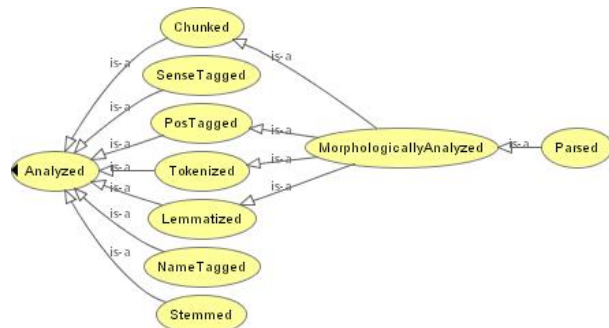 Chunked
is-a
is-a
is-a
SenseTagged
is-a
PosTagged
is-a
is-a
MorphologicallyAnalyzed
is-a
Parsed
Analyzed
is-a
Tokenized
is-a
is-a
Lemmatized
is-a
is-a
NameTagged
is-a
Stemmed